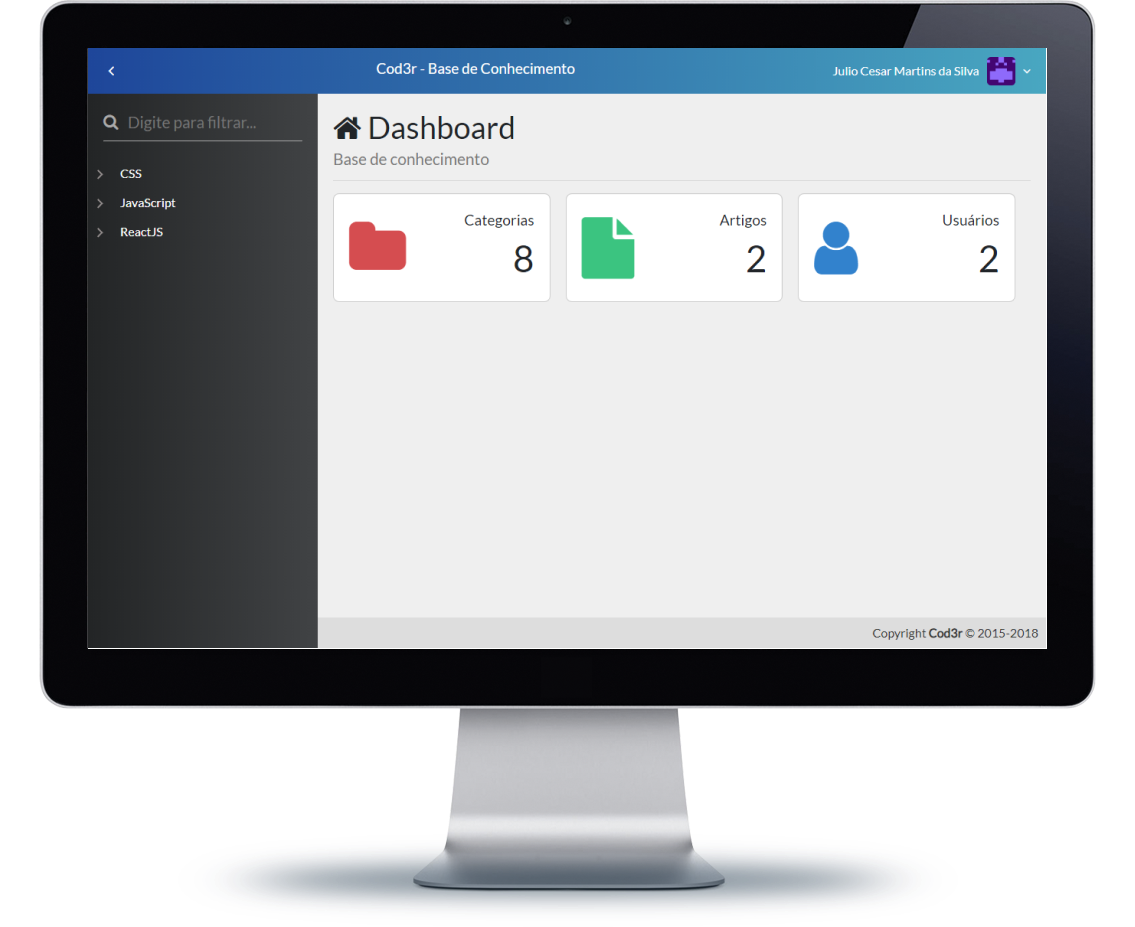 Cod3r - Base de Conhecimento
Julio Cesar Martins da Silva
Digite para filtrar...
CSS
JavaScript
ReactJS
Dashboard
Base de conhecimento
Categorias
8
Artigos
2
Usuários
2
Copyright Cod3r © 2015-2018